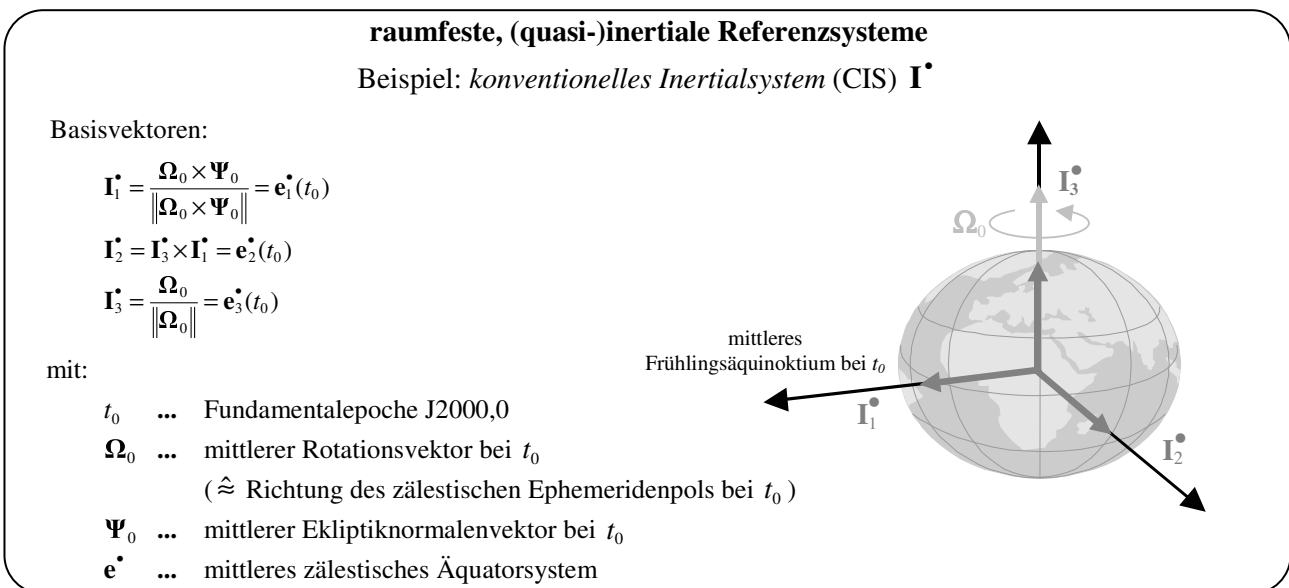 raumfeste, (quasi-)inertiale Referenzsysteme
Beispiel: konventionelles Inertialsystem (CIS) I•
Basisvektoren:
I₁• = (Ω₀ × Ψ₀) / ‖Ω₀ × Ψ₀‖ = e₁•(t₀)
I₂• = I₃• × I₁• = e₂•(t₀)
I₃• = Ω₀ / ‖Ω₀‖ = e₃•(t₀)
mit:
t₀ ... Fundamentalepoche J2000,0
Ω₀ ... mittlerer Rotationsvektor bei t₀
( ≈̂ Richtung des zälestischen Ephemeridenpols bei t₀ )
Ψ₀ ... mittlerer Ekliptiknormalenvektor bei t₀
e• ... mittleres zälestisches Äquatorsystem
I₃•
Ω₀
mittleres
Frühlingsäquinoktium bei t₀
I₁•
I₂•